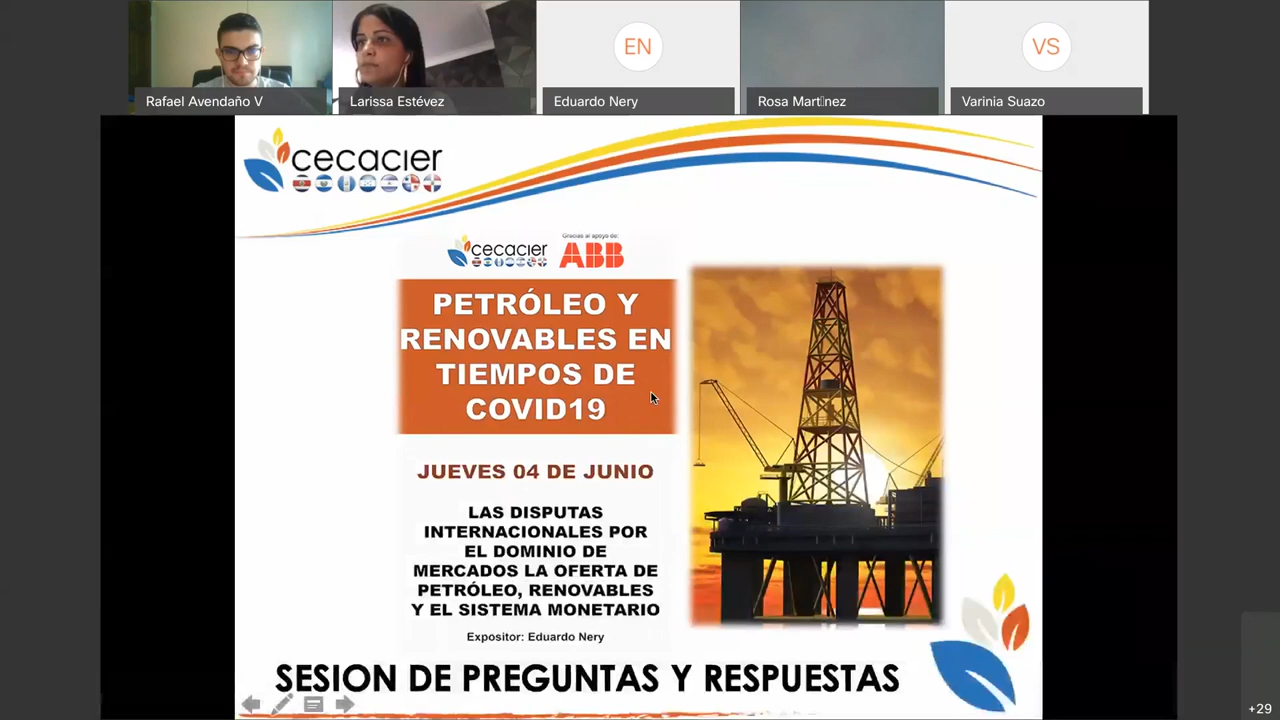 EN
VS
Rafael Avendaño V
Larissa Estévez
Eduardo Nery
Rosa Martínez
Varinia Suazo
cecacier
Gracias al apoyo de:
cecacier
ABB
PETRÓLEO Y
RENOVABLES EN
TIEMPOS DE
COVID19
JUEVES 04 DE JUNIO
LAS DISPUTAS
INTERNACIONALES POR
EL DOMINIO DE
MERCADOS LA OFERTA DE
PETRÓLEO, RENOVABLES
Y EL SISTEMA MONETARIO
Expositor: Eduardo Nery
SESION DE PREGUNTAS Y RESPUESTAS
+29